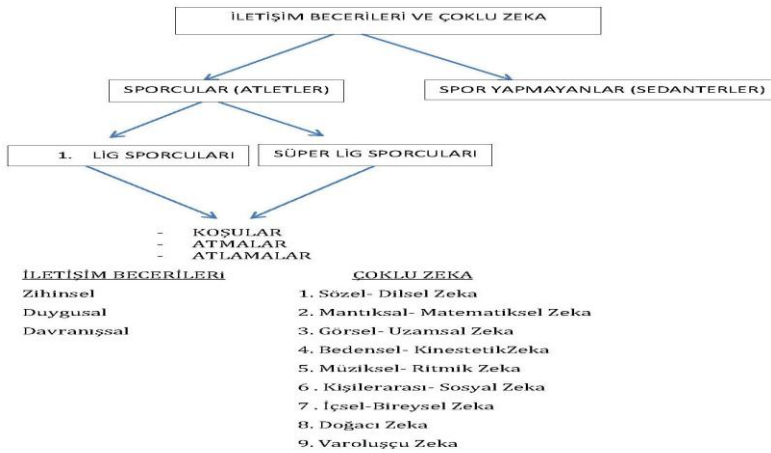 İLETİŞİM BECERİLERİ VE ÇOKLU ZEKA
SPORCULAR (ATLETLER)
SPOR YAPMAYANLAR (SEDANTERLER)
1. LİG SPORCULARI
SÜPER LİG SPORCULARI
- KOŞULAR
- ATMALAR
- ATLAMALAR
İLETİŞİM BECERİLERİ
Zihinsel
Duygusal
Davranışsal
ÇOKLU ZEKA
1. Sözel- Dilsel Zeka
2. Mantıksal- Matematiksel Zeka
3. Görsel- Uzamsal Zeka
4. Bedensel- KinestetikZeka
5. Müziksel- Ritmik Zeka
6 . Kişilerarası- Sosyal Zeka
7 . İçsel-Bireysel Zeka
8. Doğacı Zeka
9. Varoluşçu Zeka